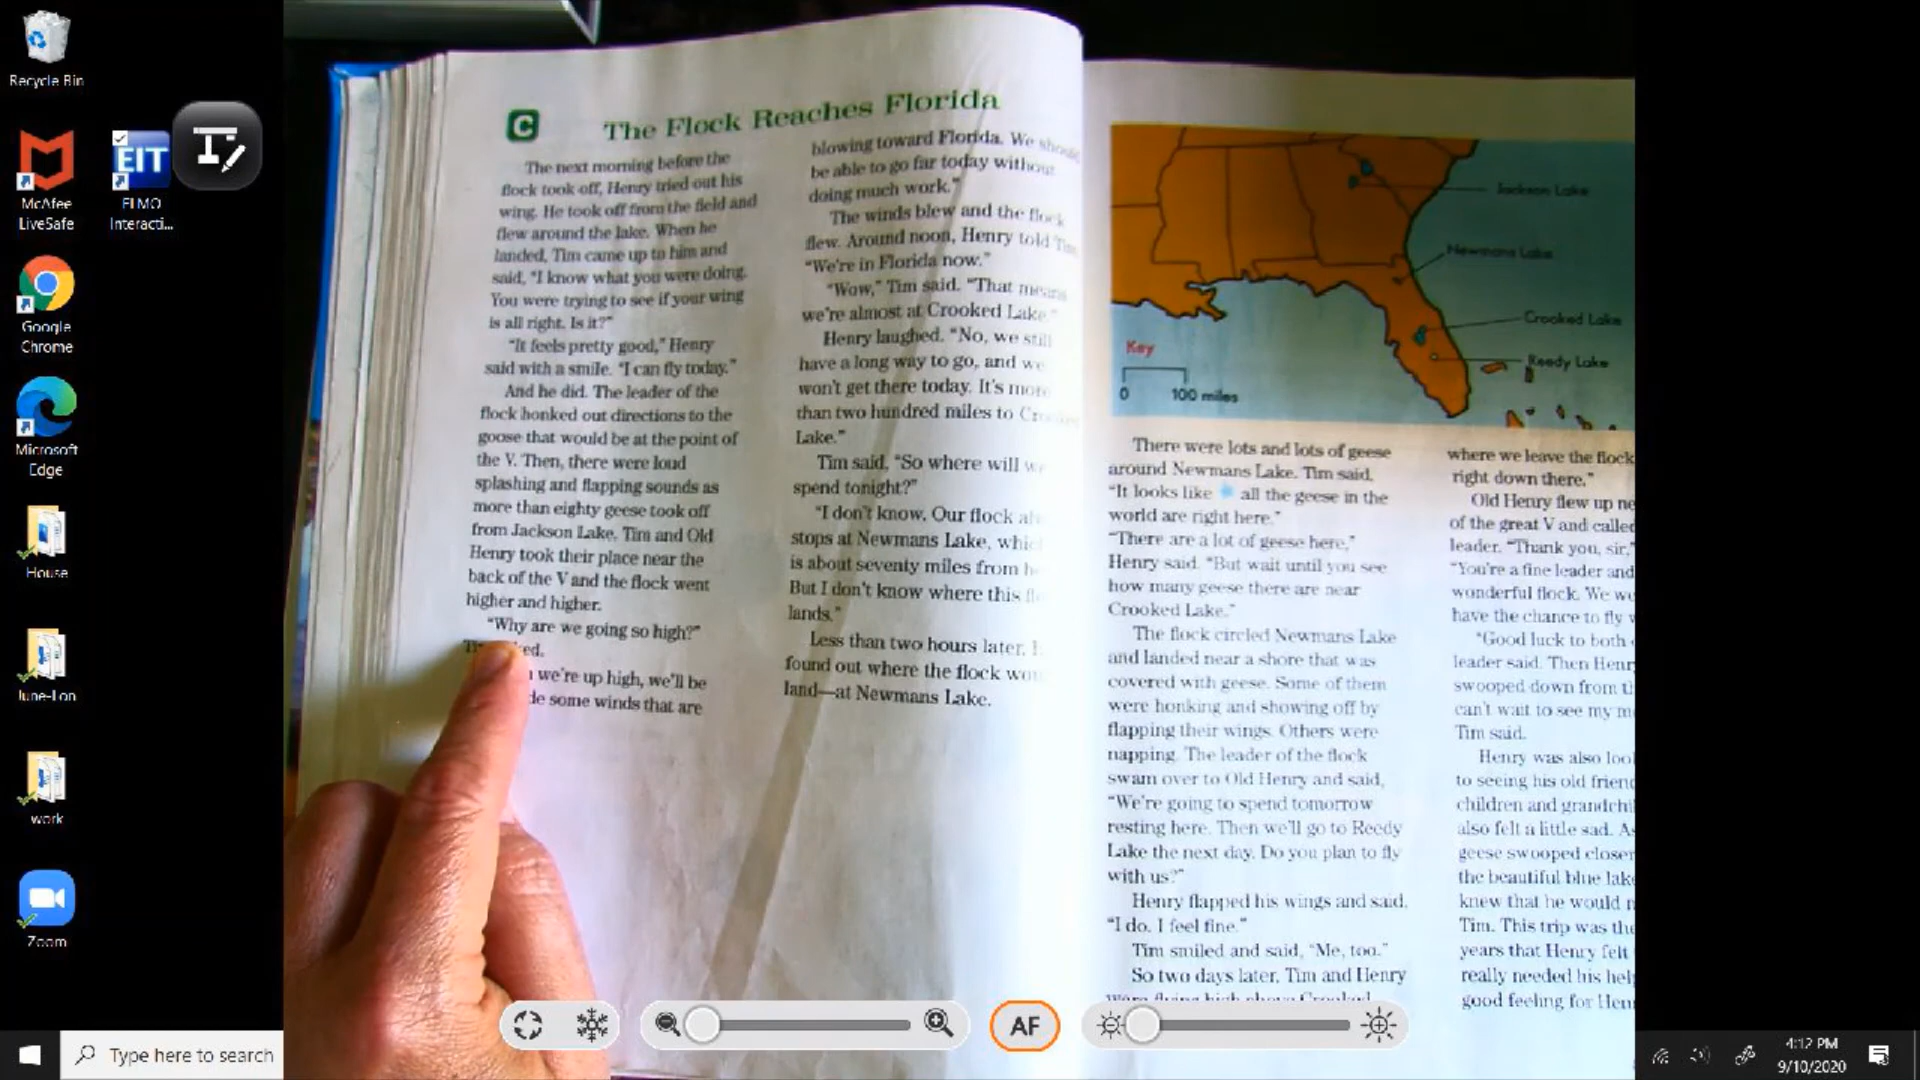 Recycle Bin
McAfee
LiveSafe
EIT
ELMO
Interacti...
Google
Chrome
Microsoft
Edge
House
June-Lon
work
Zoom
C
The Flock Reaches Florida
The next morning before the
flock took off, Henry tried out his
wing. He took off from the field and
flew around the lake. When he
landed, Tim came up to him and
said, "I know what you were doing.
You were trying to see if your wing
is all right. Is it?"
"It feels pretty good," Henry
said with a smile. "I can fly today."
And he did. The leader of the
flock honked out directions to the
goose that would be at the point of
the V. Then, there were loud
splashing and flapping sounds as
more than eighty geese took off
from Jackson Lake. Tim and Old
Henry took their place near the
back of the V and the flock went
higher and higher.
"Why are we going so high?"
we're up high, we'll be
some winds that are
blowing toward Florida. We should
be able to go far today without
doing much work."
The winds blew and the flock
flew. Around noon, Henry told Tim,
"We're in Florida now."
"Wow," Tim said. "That means
we're almost at Crooked Lake."
Henry laughed. "No, we still
have a long way to go, and we
won't get there today. It's more
than two hundred miles to
Lake."
Tim said, "So where will we
spend tonight?"
"I don't know. Our flock
stops at Newmans Lake,
is about seventy miles from
But I don't know where this
lands."
Less than two hours later,
found out where the flock
land—at Newmans Lake.
Jackson Lake
Newmans Lake
Crooked Lake
Reedy Lake
Key
0 100 miles
There were lots and lots of geese
around Newmans Lake. Tim said,
"It looks like all the geese in the
world are right here."
"There are a lot of geese here,"
Henry said. "But wait until you see
how many geese there are near
Crooked Lake."
The flock circled Newmans Lake
and landed near a shore that was
covered with geese. Some of them
were honking and showing off by
flapping their wings. Others were
napping. The leader of the flock
swam over to Old Henry and said,
"We're going to spend tomorrow
resting here. Then we'll go to Reedy
Lake the next day. Do you plan to fly
with us?"
Henry flapped his wings and said,
"I do. I feel fine."
Tim smiled and said, "Me, too."
So two days later, Tim and Henry
were flying high above Crooked
where we leave the flock
right down there."
Old Henry flew up
of the great V and called
leader. "Thank you, sir,"
"You're a fine leader and
wonderful flock. We
have the chance to fly
"Good luck to both
leader said. Then Henry
swooped down from
can't wait to see my
Tim said.
Henry was also
to seeing his old
children and
also felt a little sad. As
geese swooped closer
the beautiful blue
knew that he would
Tim. This trip was the
years that Henry felt
really needed his
good feeling for
AF
Type here to search
4:12 PM
9/10/2020